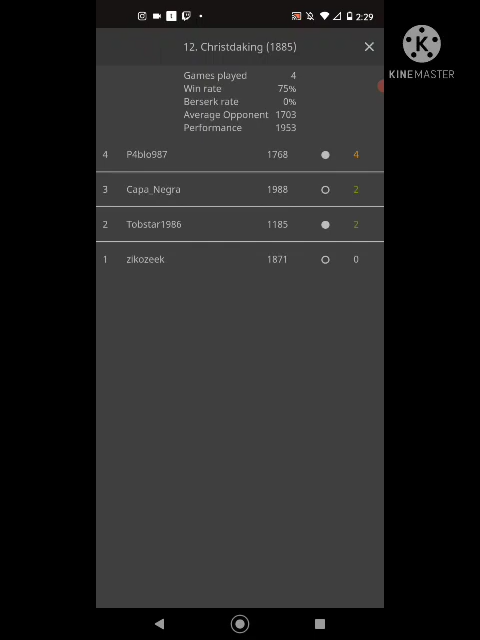 2:29
12. Christdaking (1885)
K
KINEMASTER
Games played 4
Win rate 75%
Berserk rate 0%
Average Opponent 1703
Performance 1953
4 P4blo987 1768 4
3 Capa_Negra 1988 2
2 Tobstar1986 1185 2
1 zikozeek 1871 0